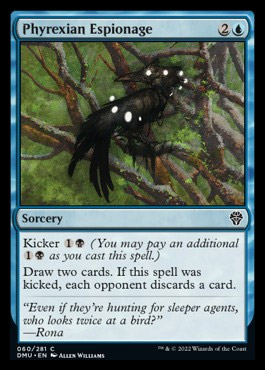 Phyrexian Espionage 2
Sorcery
Kicker 1 (You may pay an additional
1 as you cast this spell.)
Draw two cards. If this spell was
kicked, each opponent discards a card.
“Even if they're hunting for sleeper agents,
who looks twice at a bird?”
—Rona
060/281 C
DMU • EN Allen Williams
™ & © 2022 Wizards of the Coast